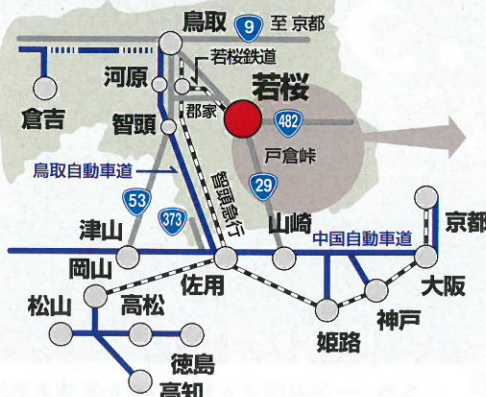 鳥取
9
至 京都
若桜鉄道
河原
若桜
倉吉
郡家
智頭
482
戸倉峠
鳥取自動車道
53
373
智頭急行
29
山崎
津山
中国自動車道
京都
岡山
佐用
大阪
松山
高松
神戸
姫路
徳島
高知